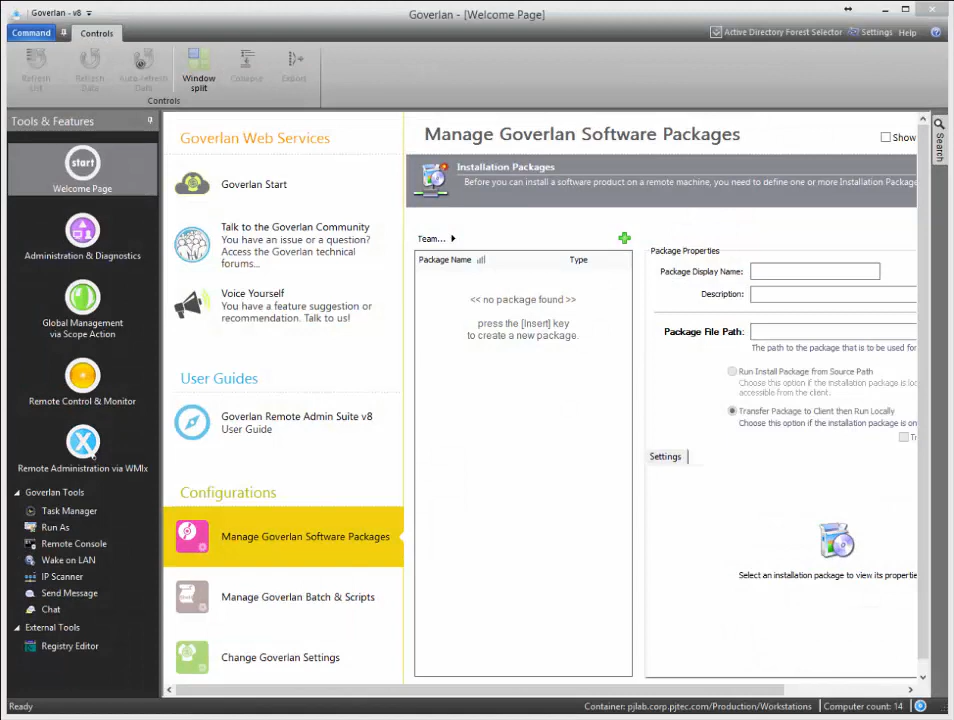 Goverlan - v8
Goverlan - [Welcome Page]
Command
Controls
Active Directory Forest Selector
Settings
Help
Refresh List
Refresh Data
Auto Refresh Data
Window split
Collapse
Export
Controls
Tools & Features
start
Welcome Page
Administration & Diagnostics
Global Management
via Scope Action
Remote Control & Monitor
X
Remote Administration via WMIx
Goverlan Tools
Task Manager
Run As
Remote Console
Wake on LAN
IP Scanner
Send Message
Chat
External Tools
Registry Editor
Goverlan Web Services
Goverlan Start
Talk to the Goverlan Community
You have an issue or a question?
Access the Goverlan technical
forums...
Voice Yourself
You have a feature suggestion or
recommendation. Talk to us!
User Guides
Goverlan Remote Admin Suite v8
User Guide
Configurations
Manage Goverlan Software Packages
Manage Goverlan Batch & Scripts
Change Goverlan Settings
Manage Goverlan Software Packages
Show
Installation Packages
Before you can install a software product on a remote machine, you need to define one or more Installation Package
Team...
Package Name
Type
<< no package found >>
press the [Insert] key
to create a new package.
Package Properties
Package Display Name:
Description:
Package File Path:
The path to the package that is to be used for
Run Install Package from Source Path
Choose this option if the installation package is loc
accessible from the client.
Transfer Package to Client then Run Locally
Choose this option if the installation package is on
Tr
Settings
Select an installation package to view its propertie
Search
Ready
Container: pjlab.corp.pjtec.com/Production/Workstations
Computer count: 14